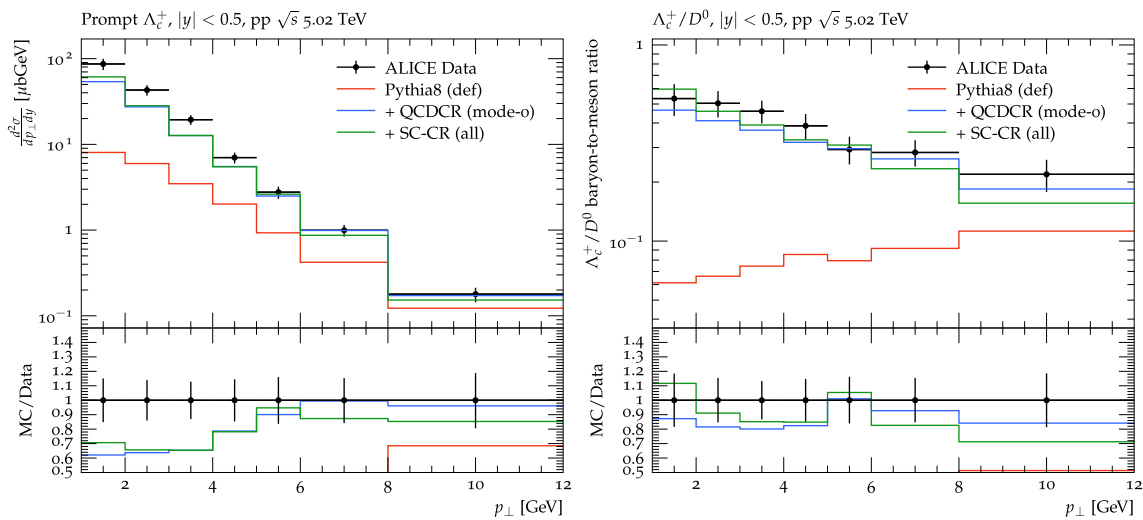 Prompt Λ_c^+, |y| < 0.5, pp √s 5.02 TeV
d²σ/dp⊥dy [µbGeV]
10²
10¹
1
10⁻¹
ALICE Data
Pythia8 (def)
+ QCDCR (mode-0)
+ SC-CR (all)
MC/Data
1.4
1.3
1.2
1.1
1
0.9
0.8
0.7
0.6
0.5
2 4 6 8 10 12
p⊥ [GeV]
Λ_c^+/D⁰, |y| < 0.5, pp √s 5.02 TeV
Λ_c^+/D⁰ baryon-to-meson ratio
1
10⁻¹
ALICE Data
Pythia8 (def)
+ QCDCR (mode-0)
+ SC-CR (all)
MC/Data
1.4
1.3
1.2
1.1
1
0.9
0.8
0.7
0.6
0.5
2 4 6 8 10 12
p⊥ [GeV]